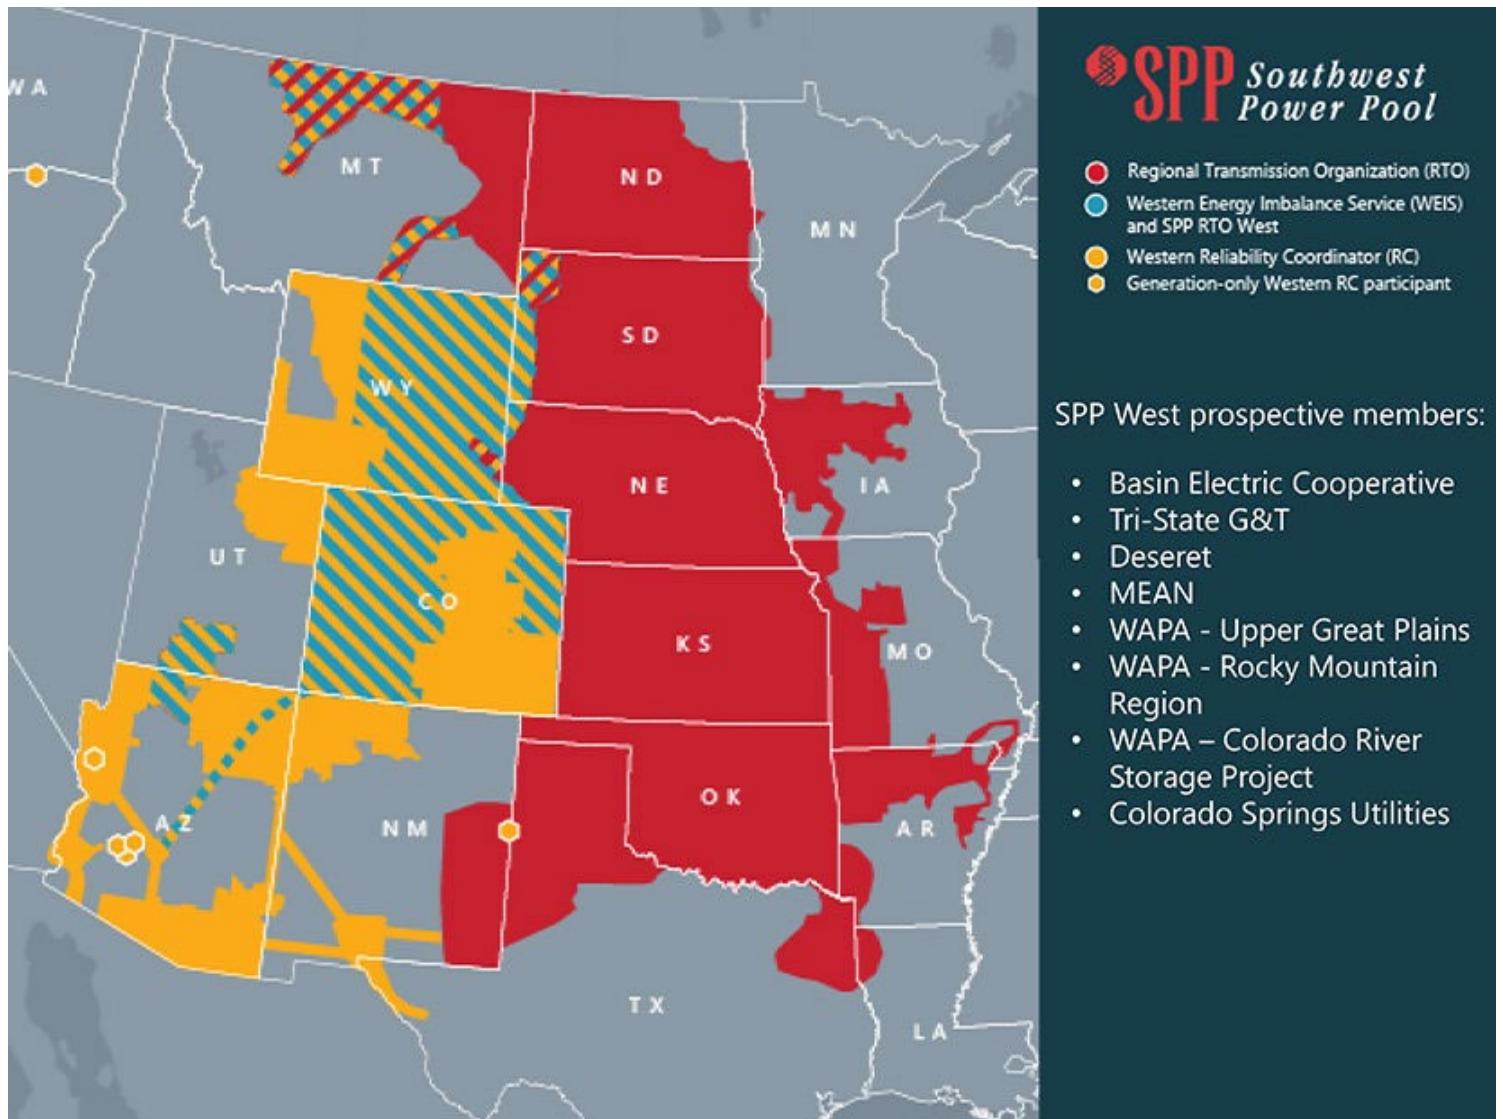 WA
MT
ND
MN
SD
WY
NE
IA
UT
CO
KS
MO
AZ
NM
OK
AR
TX
LA
SPP Southwest
Power Pool
Regional Transmission Organization (RTO)
Western Energy Imbalance Service (WEIS)
and SPP RTO West
Western Reliability Coordinator (RC)
Generation-only Western RC participant
SPP West prospective members:
• Basin Electric Cooperative
• Tri-State G&T
• Deseret
• MEAN
• WAPA - Upper Great Plains
• WAPA - Rocky Mountain
Region
• WAPA – Colorado River
Storage Project
• Colorado Springs Utilities